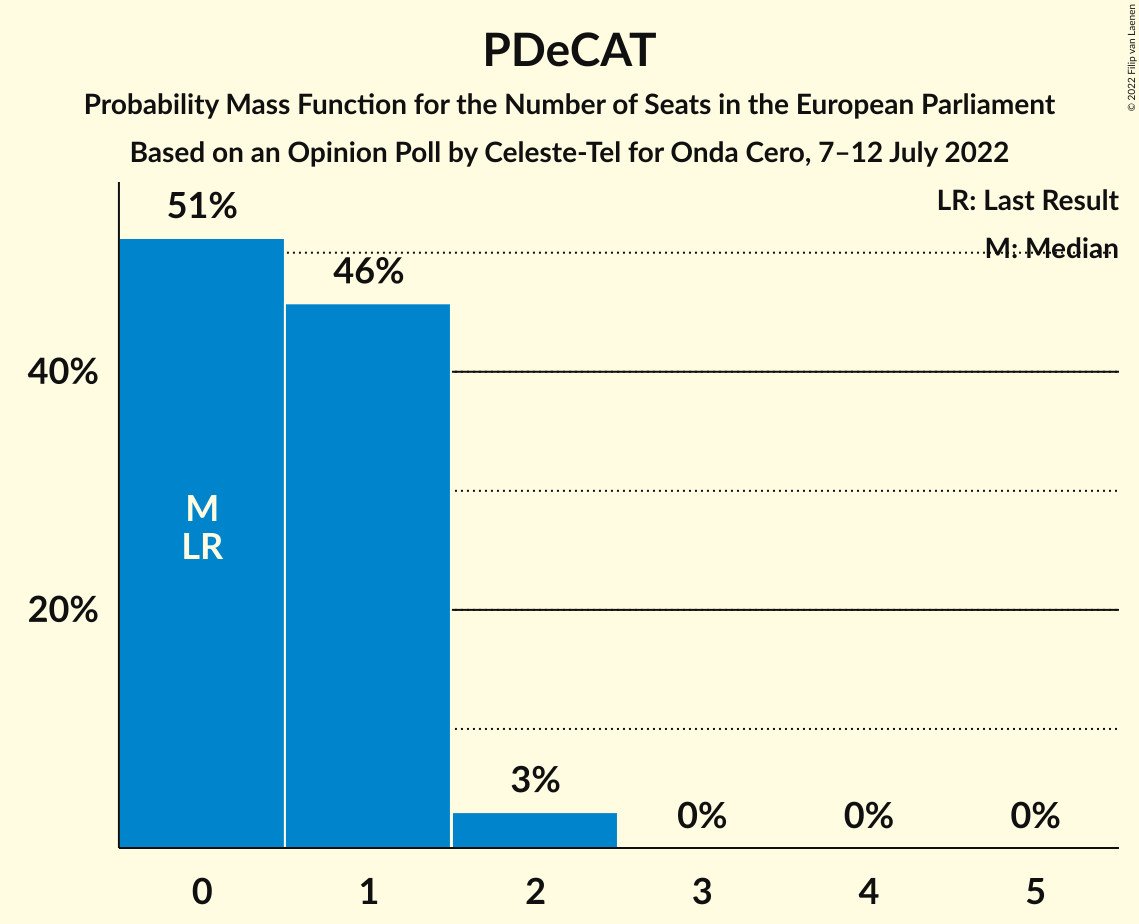 PDeCAT
Probability Mass Function for the Number of Seats in the European Parliament
Based on an Opinion Poll by Celeste-Tel for Onda Cero, 7–12 July 2022
© 2022 Filip van Laenen
LR: Last Result
M: Median
51%
46%
40%
M
LR
20%
3%
0%
0%
0%
0
1
2
3
4
5